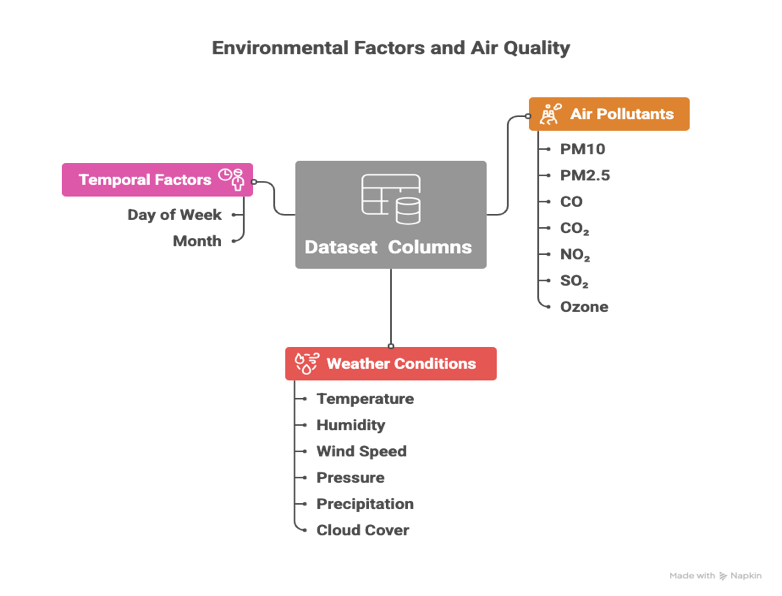 Environmental Factors and Air Quality
Air Pollutants
PM10
PM2.5
CO
CO₂
NO₂
SO₂
Ozone
Temporal Factors
Day of Week
Month
Dataset Columns
Weather Conditions
Temperature
Humidity
Wind Speed
Pressure
Precipitation
Cloud Cover
Made with Napkin